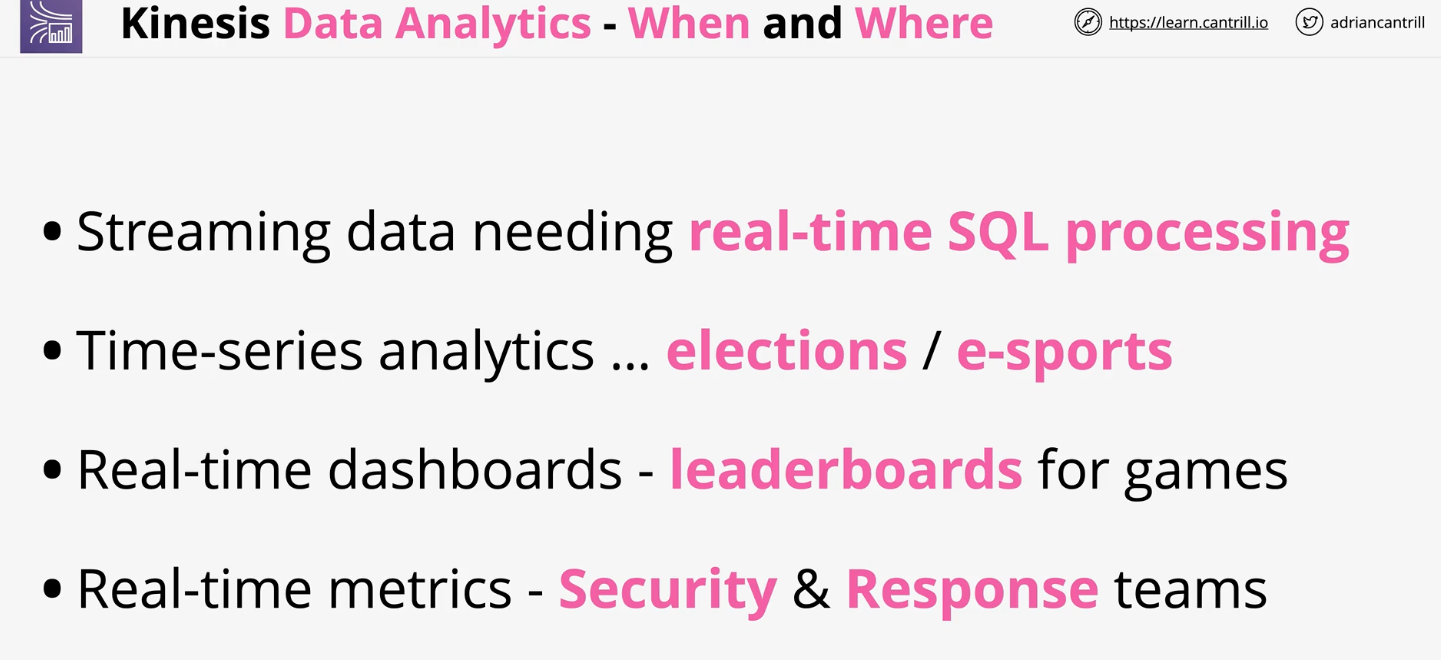 Kinesis Data Analytics - When and Where
https://learn.cantrill.io
adriancantrill
• Streaming data needing real-time SQL processing
• Time-series analytics ... elections / e-sports
• Real-time dashboards - leaderboards for games
• Real-time metrics - Security & Response teams